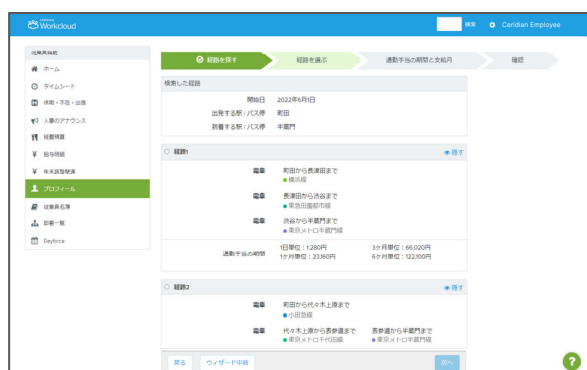 Workcloud
検索
Ceridian Employee
従業員機能
ホーム
タイムシート
休暇・不在・出張
人事のアナウンス
経費精算
¥ 給与明細
¥ 年末調整関連
プロフィール
従業員名簿
部署一覧
Dayforce
経路を探す
経路を選ぶ
通勤手当の期間と支給月
確認
検索した経路
開始日 2022年6月1日
出発する駅 / バス停 町田
到着する駅 / バス停 半蔵門
経路1 隠す
電車 町田から長津田まで
横浜線
電車 長津田から渋谷まで
東急田園都市線
電車 渋谷から半蔵門まで
東京メトロ半蔵門線
通勤手当の期間 1日単位：1,280円 3ケ月単位：66,020円
1ケ月単位：23,160円 6ケ月単位：122,100円
経路2 隠す
電車 町田から代々木上原まで
小田急線
電車 代々木上原から表参道まで 表参道から半蔵門まで
東京メトロ千代田線 東京メトロ半蔵門線
戻る ウィザード中断 次へ
?